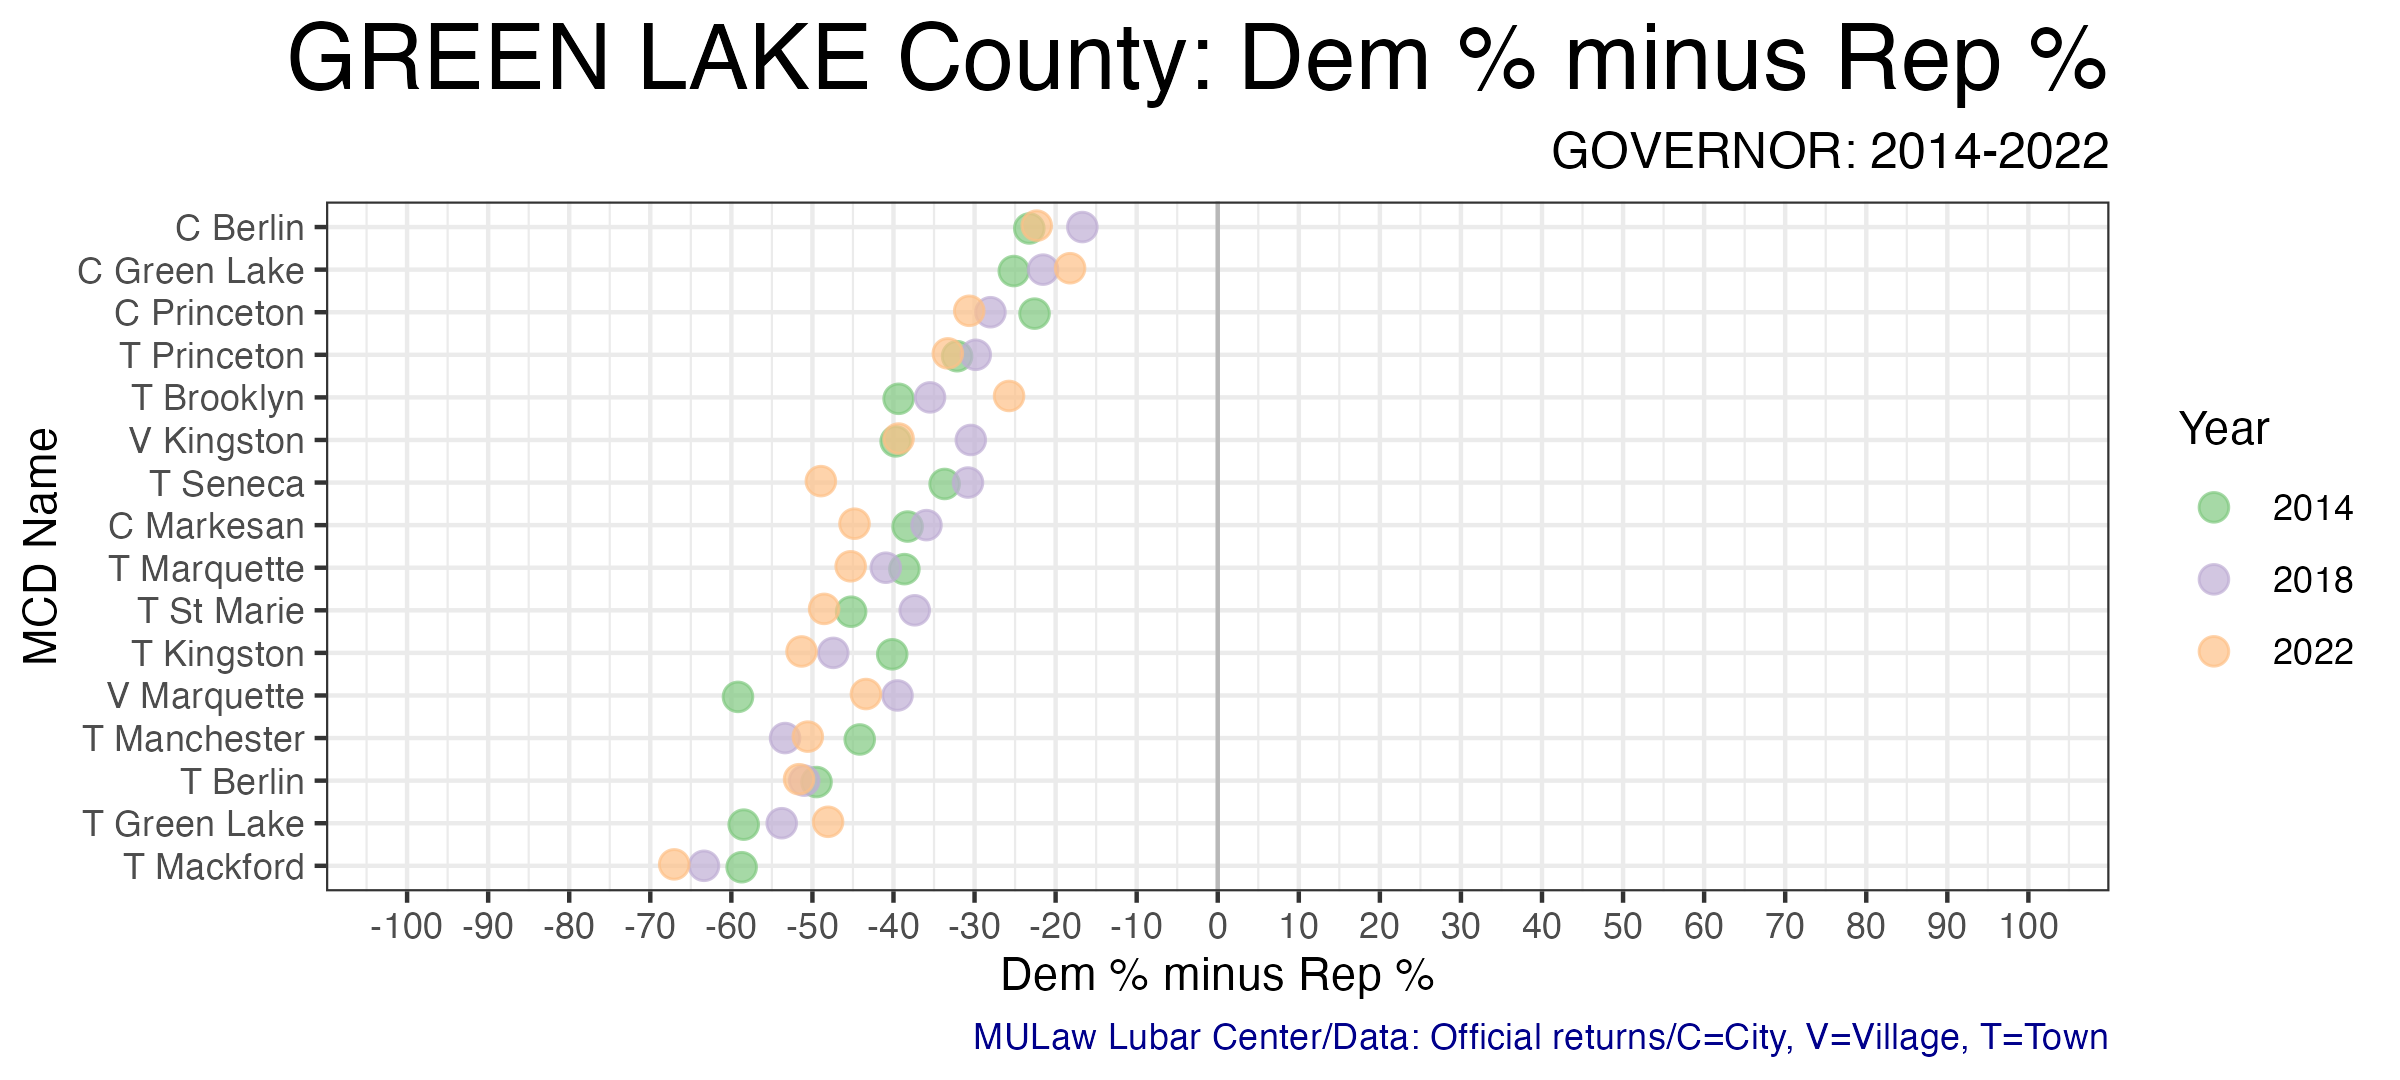 GREEN LAKE County: Dem % minus Rep %
GOVERNOR: 2014-2022
MCD Name
C Berlin
C Green Lake
C Princeton
T Princeton
T Brooklyn
V Kingston
T Seneca
C Markesan
T Marquette
T St Marie
T Kingston
V Marquette
T Manchester
T Berlin
T Green Lake
T Mackford
-100 -90 -80 -70 -60 -50 -40 -30 -20 -10 0 10 20 30 40 50 60 70 80 90 100
Dem % minus Rep %
Year
2014
2018
2022
MULaw Lubar Center/Data: Official returns/C=City, V=Village, T=Town